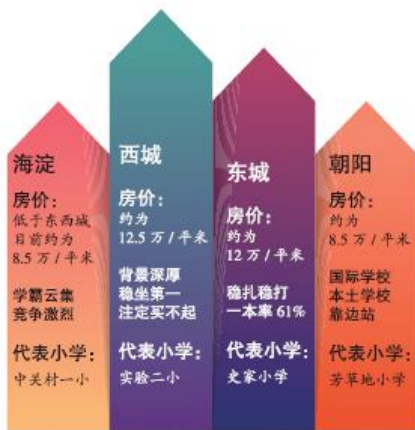 海淀
房价：
低于东西城
目前约为
8.5 万 / 平米
学霸云集
竞争激烈
代表小学：
中关村一小
西城
房价：
约为
12.5 万 / 平米
背景深厚
稳坐第一
注定买不起
代表小学：
实验二小
东城
房价：
约为
12 万 / 平米
稳扎稳打
一本率 61%
代表小学：
史家小学
朝阳
房价：
约为
8.5 万 / 平米
国际学校
本土学校
靠边站
代表小学：
芳草地小学